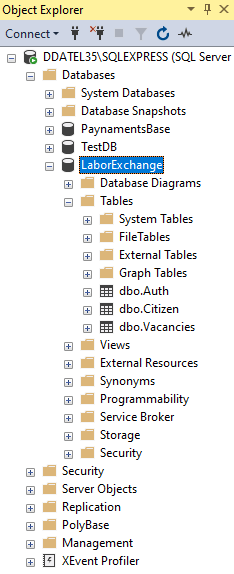 Object Explorer
Connect
DDATEL35\SQLEXPRESS (SQL Server
Databases
System Databases
Database Snapshots
PaynamentsBase
TestDB
LaborExchange
Database Diagrams
Tables
System Tables
FileTables
External Tables
Graph Tables
dbo.Auth
dbo.Citizen
dbo.Vacancies
Views
External Resources
Synonyms
Programmability
Service Broker
Storage
Security
Security
Server Objects
Replication
PolyBase
Management
XEvent Profiler